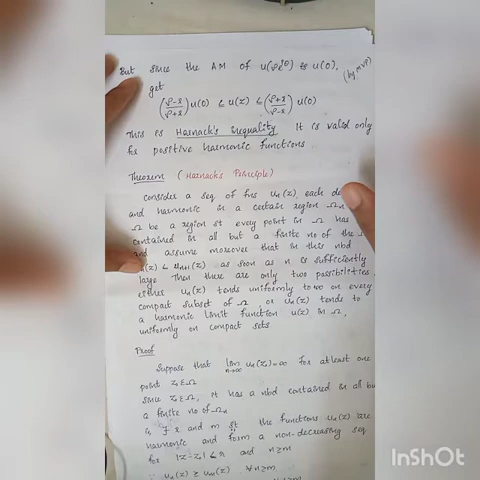 But since the AM of u(ρe^iθ) is u(0), (by MVP)
get
(ρ-r/ρ+r) u(0) ≤ u(z) ≤ (ρ+r/ρ-r) u(0)
This is Harnack's Inequality. It is valid only
for positive harmonic functions
Theorem (Harnack's Principle)
Consider a seq of fns uₙ(z), each de
and harmonic in a certain region Ωₙ
Ω be a region st every point in Ω has
contained in all but a finite no of the
and assume moreover that in this nbd
(z) ≤ uₙ₊₁(z) as soon as n is sufficiently
large Then there are only two possibilities
either uₙ(z) tends uniformly to +∞ on every
compact subset of Ω, or uₙ(z) tends to
a harmonic limit function u(z) in Ω,
uniformly on compact sets
Proof
Suppose that lim n→∞ uₙ(z₀)=∞ for atleast one
point z₀∈Ω
since z₀∈Ω, it has a nbd contained in all but
a finite no of Ωₙ
∃ r and m st the functions uₙ(z) are
harmonic and form a non-decreasing seq
for |z-z₀|<r and n≥m
uₙ(z) ≥ uₘ(z) ∀n≥m
InShOt